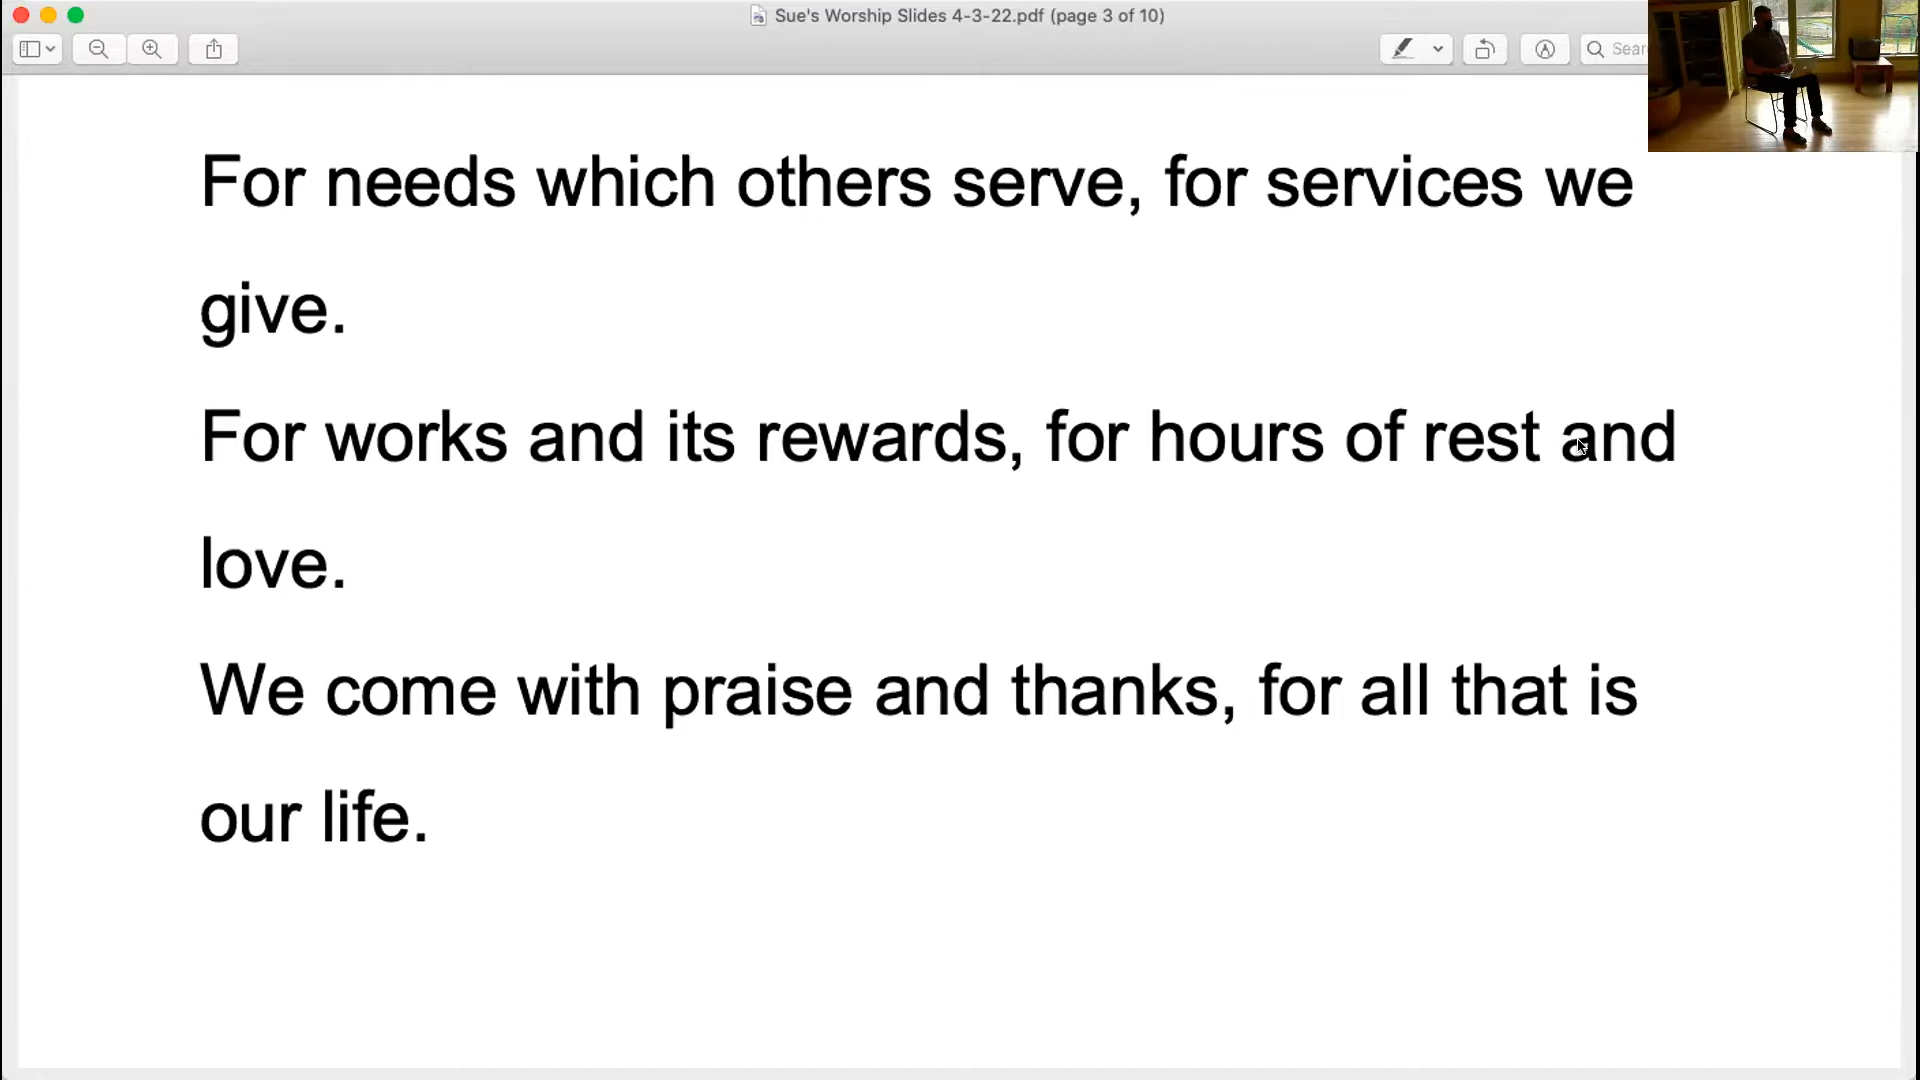 Sue's Worship Slides 4-3-22.pdf (page 3 of 10)
Sear
For needs which others serve, for services we
give.
For works and its rewards, for hours of rest and
love.
We come with praise and thanks, for all that is
our life.